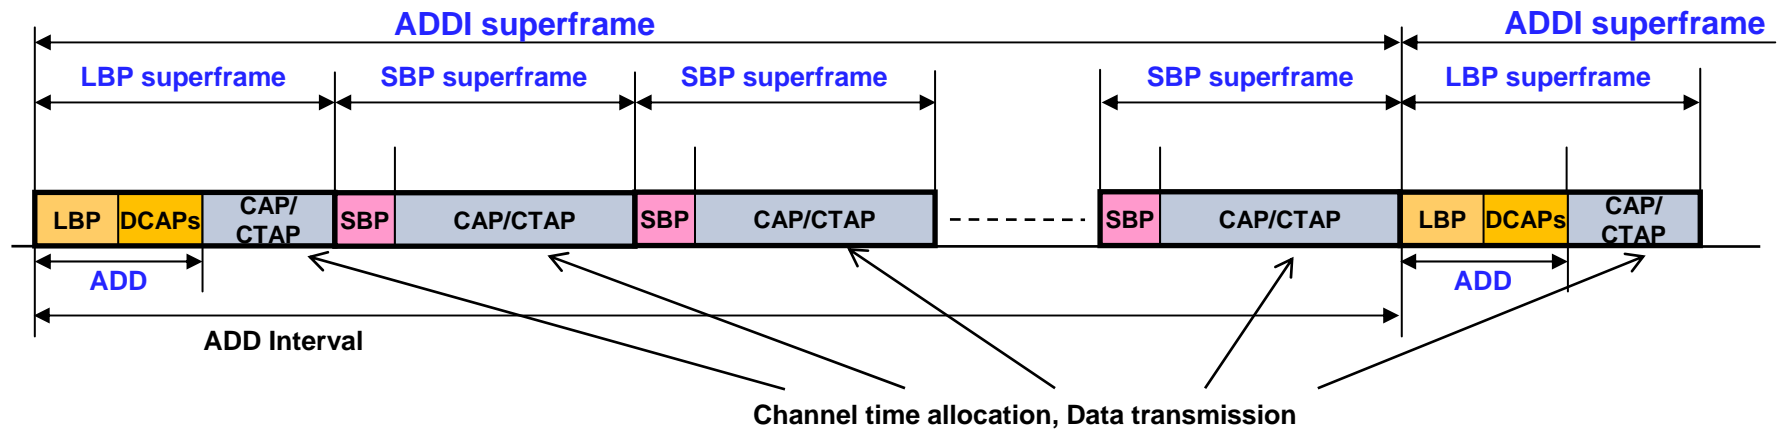 ADDI superframe
ADDI superframe
LBP superframe
SBP superframe
SBP superframe
SBP superframe
LBP superframe
LBP
DCAPs
CAP/
CTAP
SBP
CAP/CTAP
SBP
CAP/CTAP
SBP
CAP/CTAP
LBP
DCAPs
CAP/
CTAP
ADD
ADD
ADD Interval
Channel time allocation, Data transmission